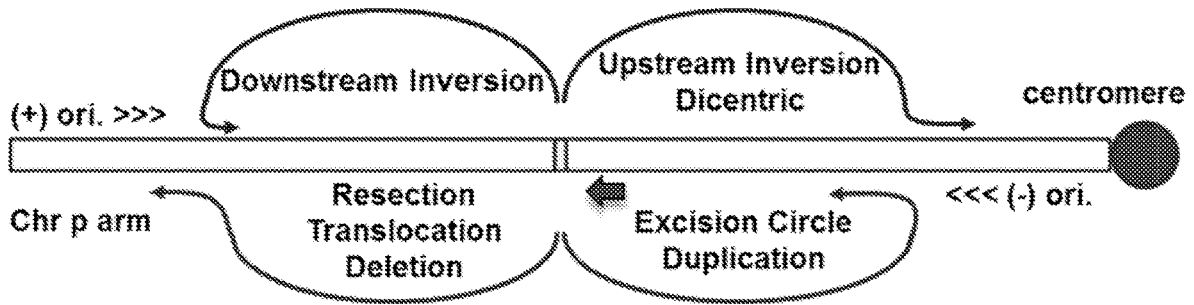 Downstream Inversion
Upstream Inversion
Dicentric
centromere
(+) ori. >>>
<<< (-) ori.
Chr p arm
Resection
Translocation
Deletion
Excision Circle
Duplication